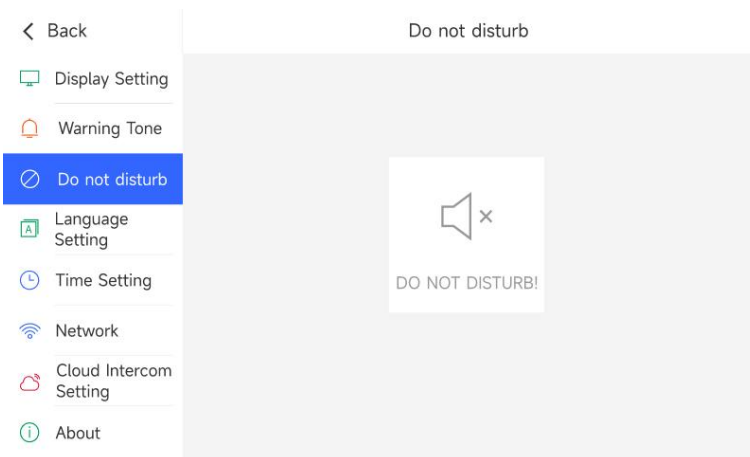 Back
Do not disturb
Display Setting
Warning Tone
Do not disturb
Language
Setting
Time Setting
Network
Cloud Intercom
Setting
About
DO NOT DISTURB!